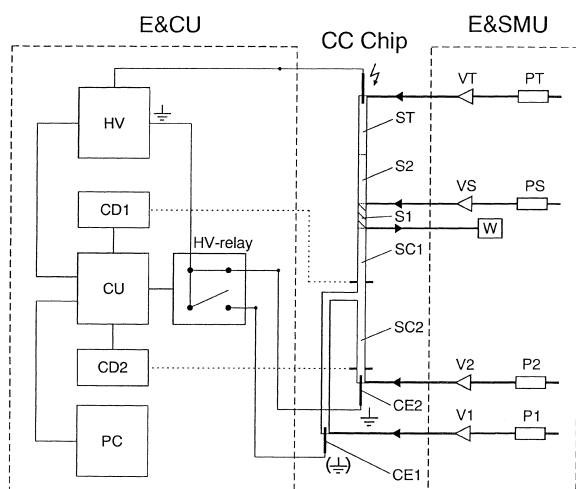 E&CU
CC Chip
E&SMU
HV
VT
PT
ST
S2
CD1
VS
PS
S1
W
HV-relay
SC1
CU
SC2
CD2
V2
P2
CE2
V1
P1
PC
CE1